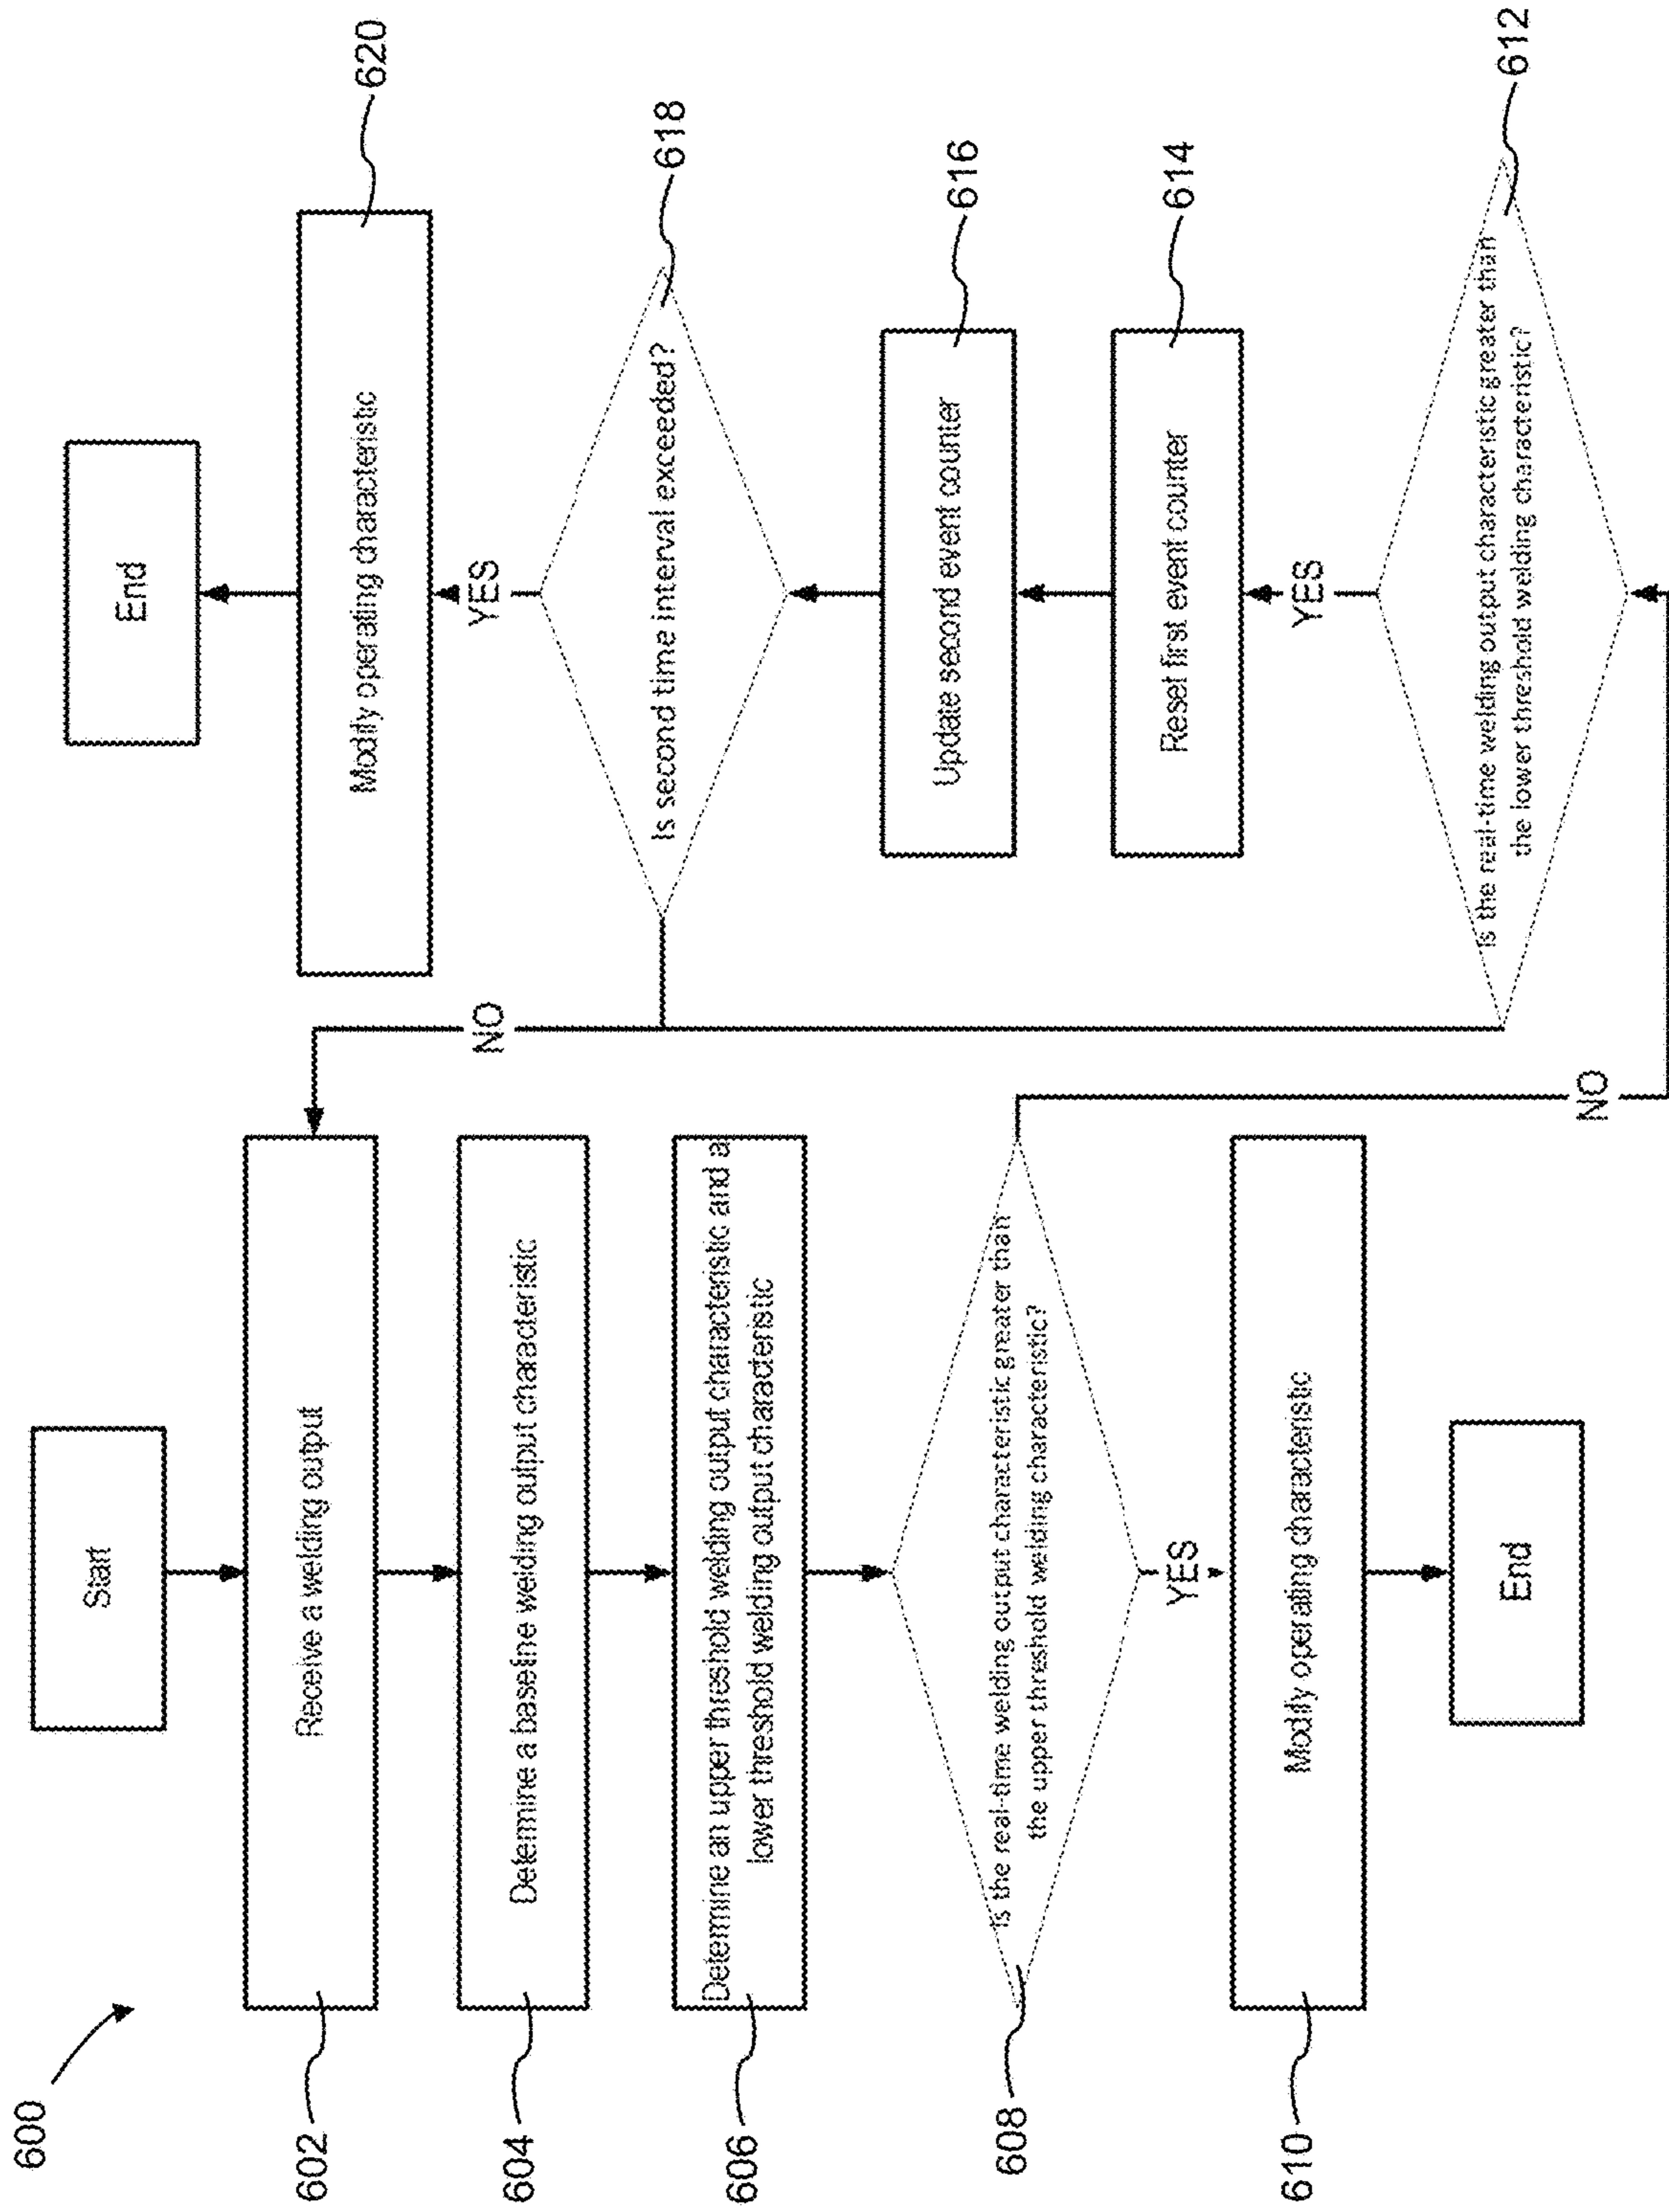 600
Start
602
Receive a welding output
604
Determine a baseline welding output characteristic
606
Determine an upper threshold welding output characteristic and a
lower threshold welding output characteristic
608
Is the real-time welding output characteristic greater than
the upper threshold welding characteristic?
YES
NO
610
Modify operating characteristic
End
End
620
Modify operating characteristic
YES
NO
618
Is second time interval exceeded?
616
Update second event counter
614
Reset first event counter
YES
612
Is the real-time welding output characteristic greater than
the lower threshold welding characteristic?